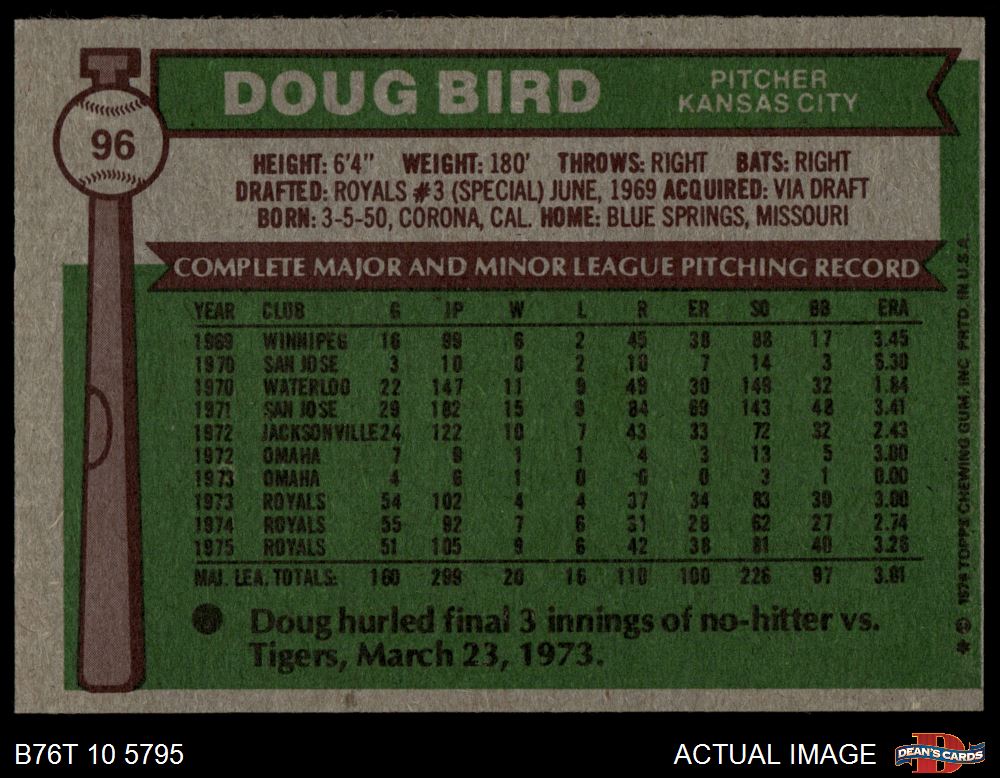 DOUG BIRD
PITCHER
KANSAS CITY
96
HEIGHT: 6'4" WEIGHT: 180' THROWS: RIGHT BATS: RIGHT
DRAFTED: ROYALS #3 (SPECIAL) JUNE, 1969 ACQUIRED: VIA DRAFT
BORN: 3-5-50, CORONA, CAL. HOME: BLUE SPRINGS, MISSOURI
COMPLETE MAJOR AND MINOR LEAGUE PITCHING RECORD
YEAR CLUB G IP W L R ER SO BB ERA
1969 WINNIPEG 16 99 6 2 45 38 88 17 3.45
1970 SAN JOSE 3 10 0 2 10 7 14 3 6.30
1970 WATERLOO 22 147 11 9 49 30 149 32 1.84
1971 SAN JOSE 29 182 15 9 84 69 143 48 3.41
1972 JACKSONVILLE 24 122 10 7 43 33 72 32 2.43
1972 OMAHA 7 9 1 1 4 3 13 5 3.00
1973 OMAHA 4 6 1 0 0 0 3 1 0.00
1973 ROYALS 54 102 4 4 37 34 83 30 3.00
1974 ROYALS 55 92 7 6 31 28 62 27 2.74
1975 ROYALS 51 105 9 6 42 38 81 40 3.26
MAJ. LEA. TOTALS: 160 299 20 16 110 100 226 97 3.01
Doug hurled final 3 innings of no-hitter vs.
Tigers, March 23, 1973.
* © 1976 TOPPS CHEWING GUM, INC. PRTD. IN U.S.A.
B76T 10 5795
ACTUAL IMAGE
DEAN'S CARDS